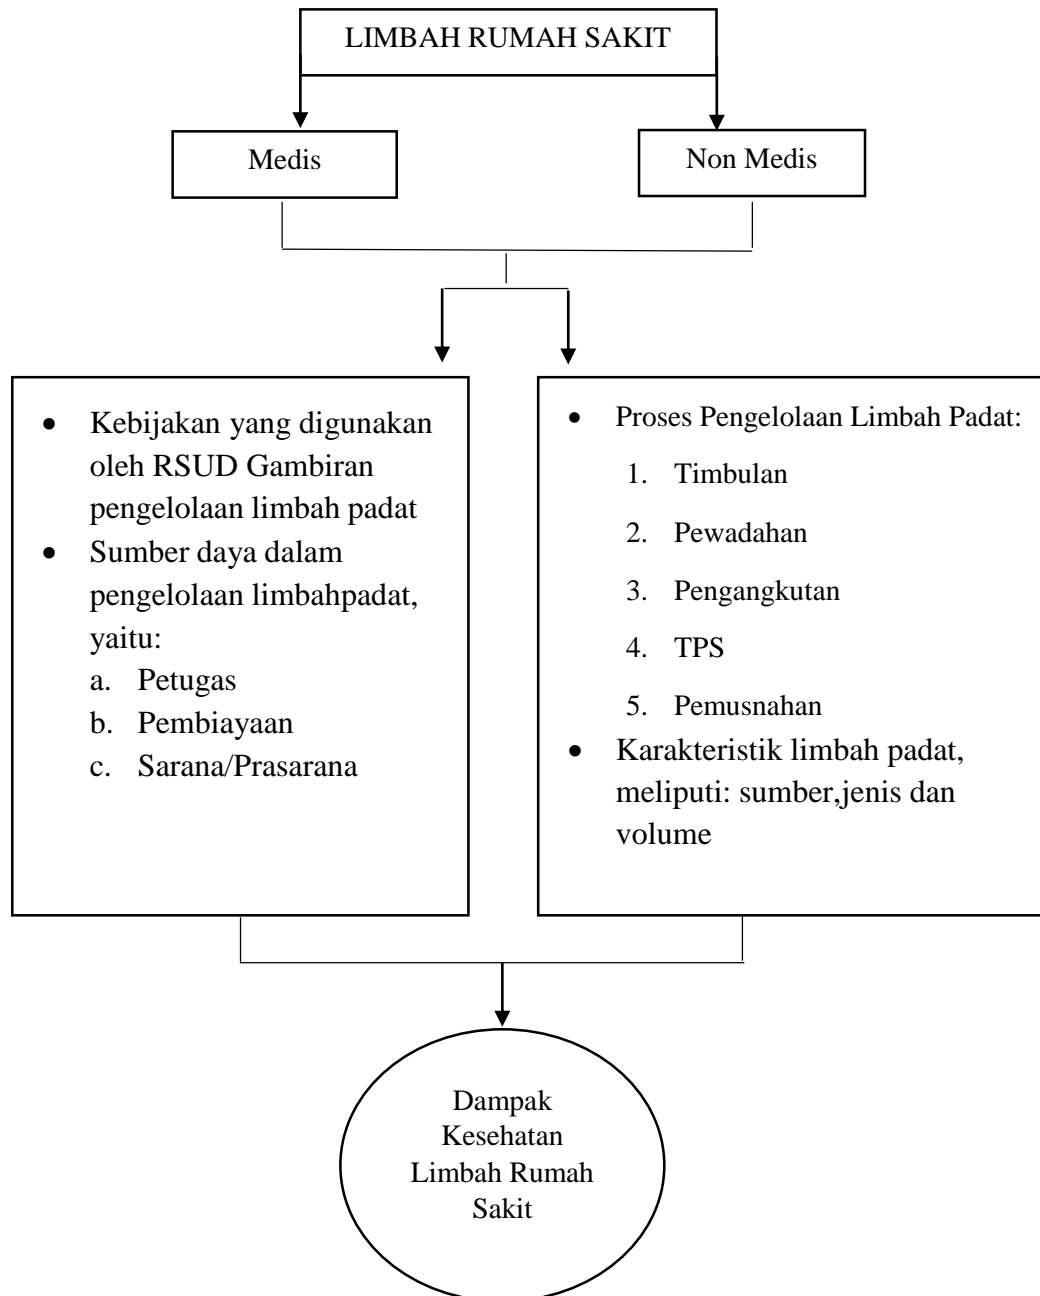 LIMBAH RUMAH SAKIT
Medis
Non Medis
• Kebijakan yang digunakan
oleh RSUD Gambiran
pengelolaan limbah padat
• Sumber daya dalam
pengelolaan limbahpadat,
yaitu:
a. Petugas
b. Pembiayaan
c. Sarana/Prasarana
• Proses Pengelolaan Limbah Padat:
1. Timbulan
2. Pewadahan
3. Pengangkutan
4. TPS
5. Pemusnahan
• Karakteristik limbah padat,
meliputi: sumber,jenis dan
volume
Dampak
Kesehatan
Limbah Rumah
Sakit